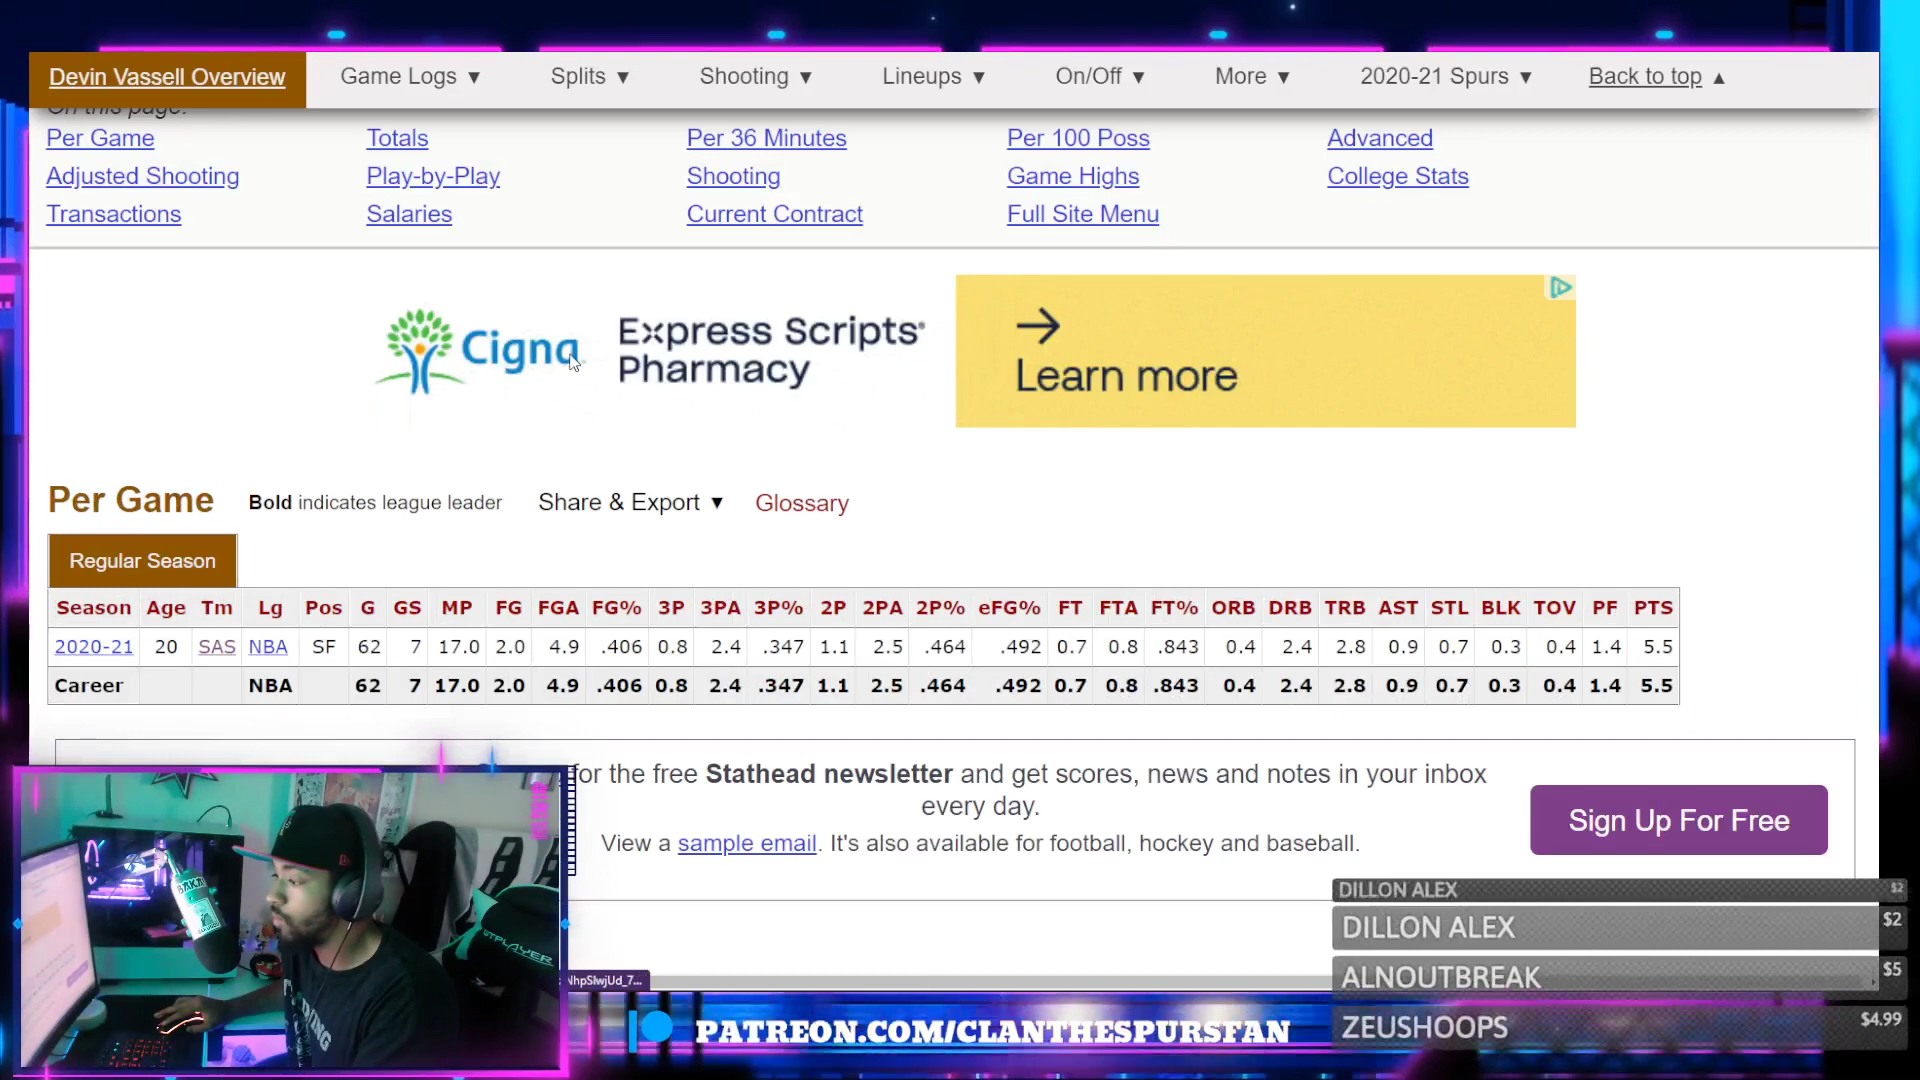 Devin Vassell Overview Game Logs ▼ Splits ▼ Shooting ▼ Lineups ▼ On/Off ▼ More ▼ 2020-21 Spurs ▼ Back to top ▲
On this page:
Per Game Totals Per 36 Minutes Per 100 Poss Advanced
Adjusted Shooting Play-by-Play Shooting Game Highs College Stats
Transactions Salaries Current Contract Full Site Menu
Cigna Express Scripts® Pharmacy
→
Learn more
Per Game Bold indicates league leader Share & Export ▼ Glossary
Regular Season
Season Age Tm Lg Pos G GS MP FG FGA FG% 3P 3PA 3P% 2P 2PA 2P% eFG% FT FTA FT% ORB DRB TRB AST STL BLK TOV PF PTS
2020-21 20 SAS NBA SF 62 7 17.0 2.0 4.9 .406 0.8 2.4 .347 1.1 2.5 .464 .492 0.7 0.8 .843 0.4 2.4 2.8 0.9 0.7 0.3 0.4 1.4 5.5
Career NBA 62 7 17.0 2.0 4.9 .406 0.8 2.4 .347 1.1 2.5 .464 .492 0.7 0.8 .843 0.4 2.4 2.8 0.9 0.7 0.3 0.4 1.4 5.5
for the free Stathead newsletter and get scores, news and notes in your inbox
every day.
View a sample email. It's also available for football, hockey and baseball.
Sign Up For Free
DILLON ALEX $2
DILLON ALEX $2
ALNOUTBREAK $5
ZEUSHOOPS $4.99
PATREON.COM/CLANTHESPURSFAN